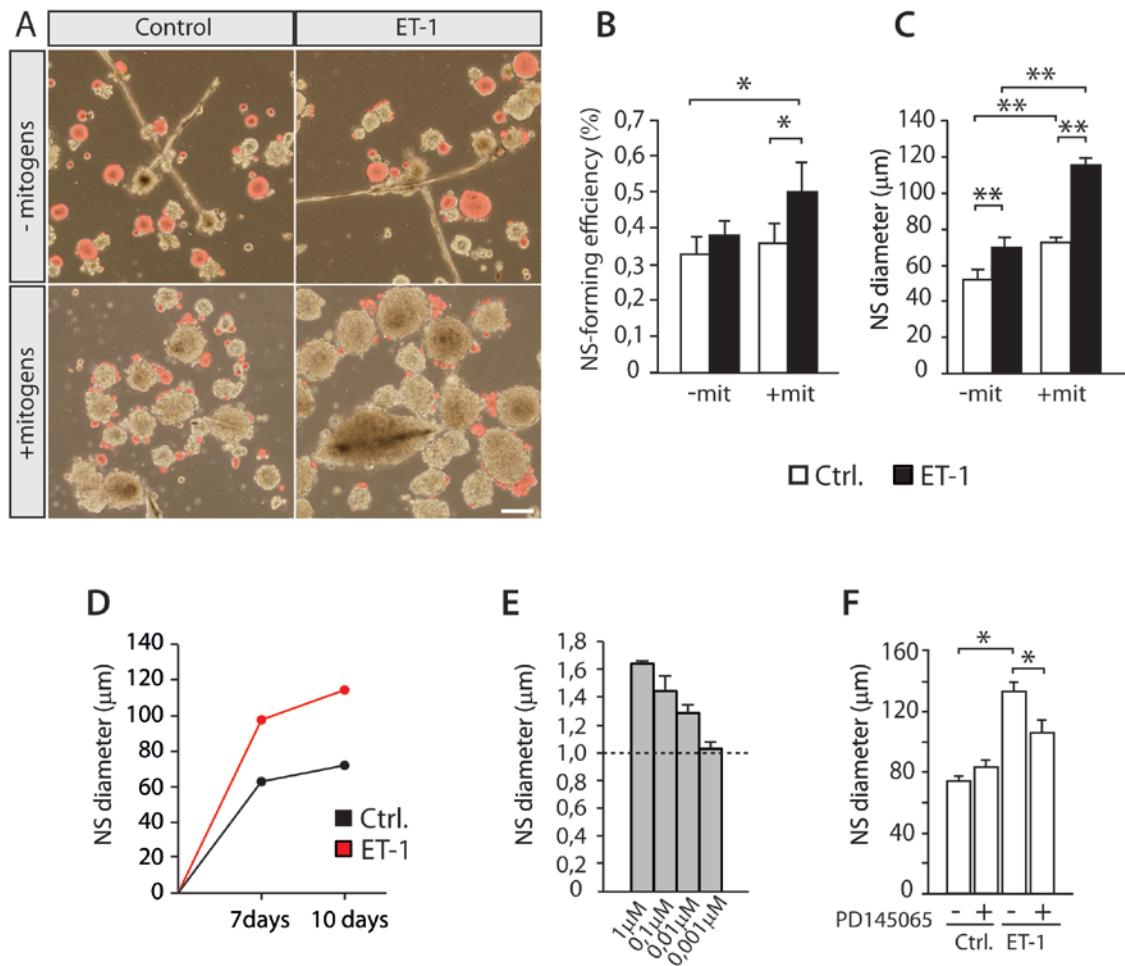 A
Control
ET-1
- mitogens
+mitogens
B
NS-forming efficiency (%)
0,7
0,6
0,5
0,4
0,3
0,2
0,1
0
*
*
-mit
+mit
C
NS diameter (μm)
140
120
100
80
60
40
20
0
**
**
**
**
-mit
+mit
Ctrl.
ET-1
D
NS diameter (μm)
140
120
100
80
60
40
20
0
7days
10 days
Ctrl.
ET-1
E
NS diameter (μm)
1,8
1,6
1,4
1,2
1,0
0,8
0,6
0,4
0,2
0
1μM
0,1μM
0,01μM
0,001μM
F
NS diameter (μm)
160
120
80
40
0
*
*
PD145065 - + - +
Ctrl. ET-1